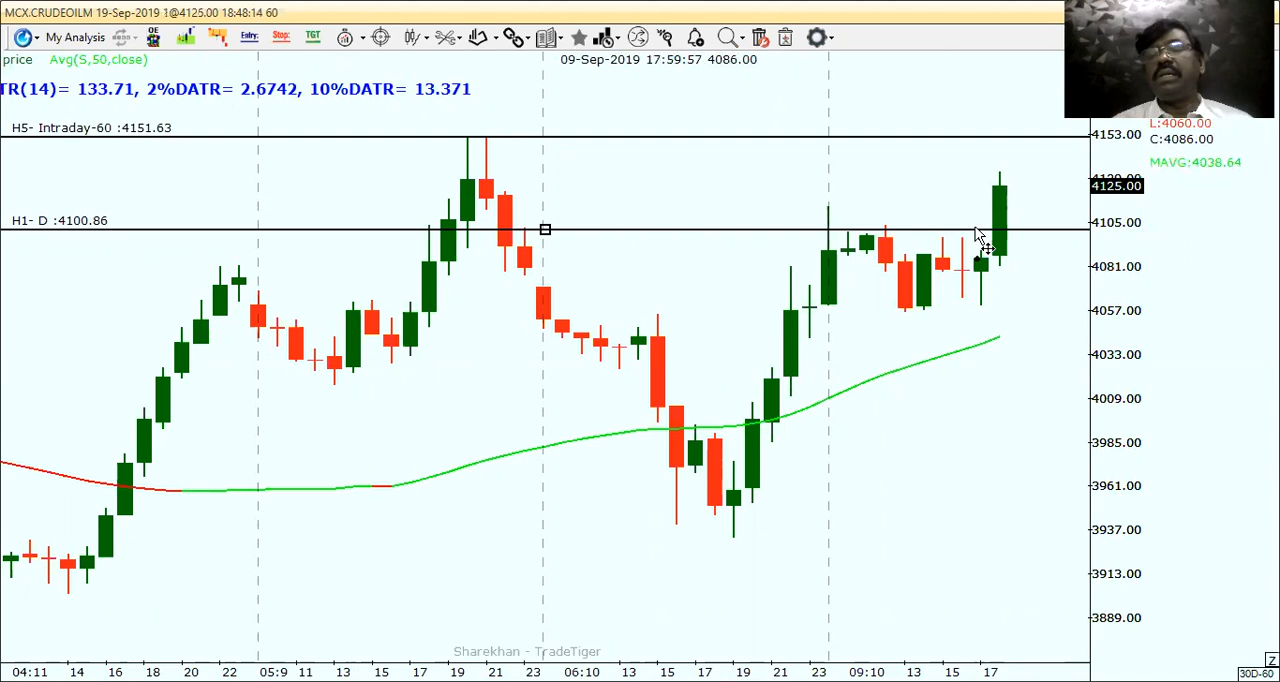 MCX.CRUDEOILM 19-Sep-2019 1@4125.00 18:48:14 60
My Analysis OE Entry: Stop: TGT
price Avg(S,50,close) 09-Sep-2019 17:59:57 4086.00
TR(14)= 133.71, 2%DATR= 2.6742, 10%DATR= 13.371
H5- Intraday-60 :4151.63
L:4060.00
4153.00
C:4086.00
MAVG:4038.64
4125.00
H1- D :4100.86
4105.00
4081.00
4057.00
4033.00
4009.00
3985.00
3961.00
3937.00
3913.00
3889.00
Sharekhan - TradeTiger
Z
04:11 14 16 18 20 22 05:9 11 13 15 17 19 21 23 06:10 13 15 17 19 21 23 09:10 13 15 17
30D-60